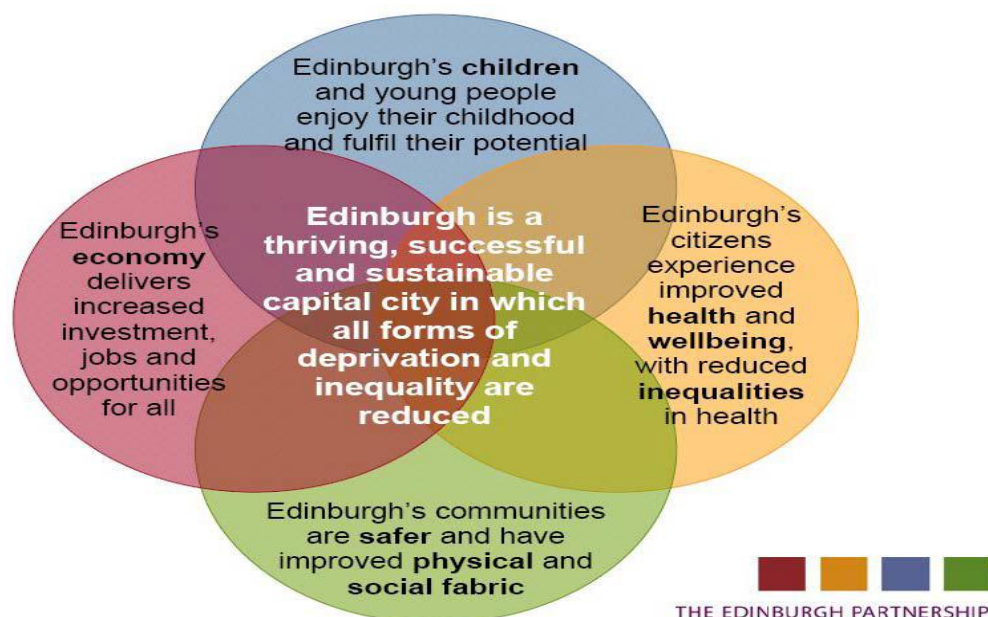 Edinburgh's children
and young people
enjoy their childhood
and fulfil their potential
Edinburgh's
economy
delivers
increased
investment,
jobs and
opportunities
for all
Edinburgh is a
thriving, successful
and sustainable
capital city in which
all forms of
deprivation and
inequality are
reduced
Edinburgh's
citizens
experience
improved
health and
wellbeing,
with reduced
inequalities
in health
Edinburgh's communities
are safer and have
improved physical and
social fabric
THE EDINBURGH PARTNERSHIP